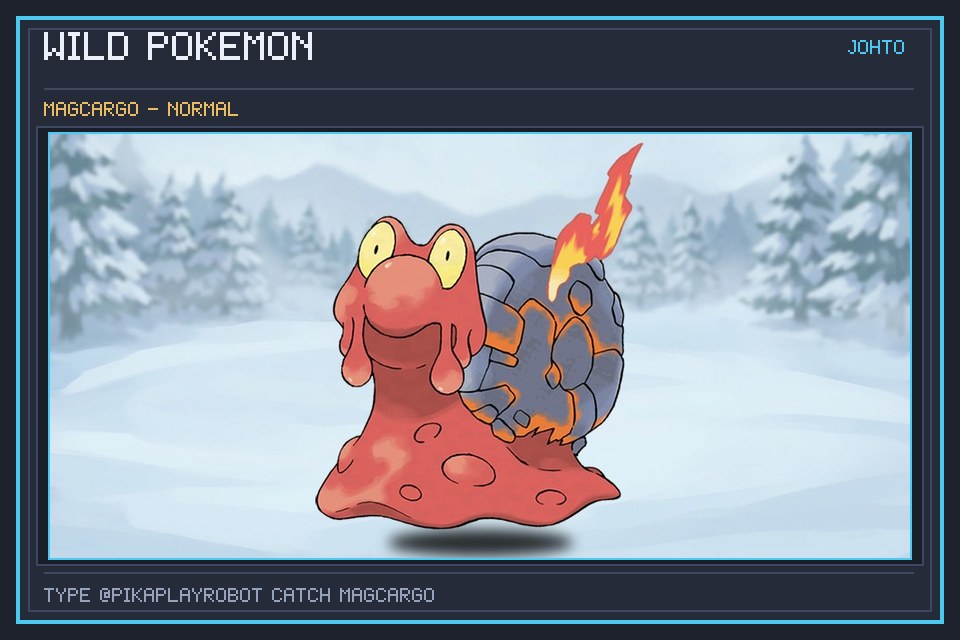 WILD POKEMON
JOHTO
MAGCARGO - NORMAL
TYPE @PIKAPLAYROBOT CATCH MAGCARGO